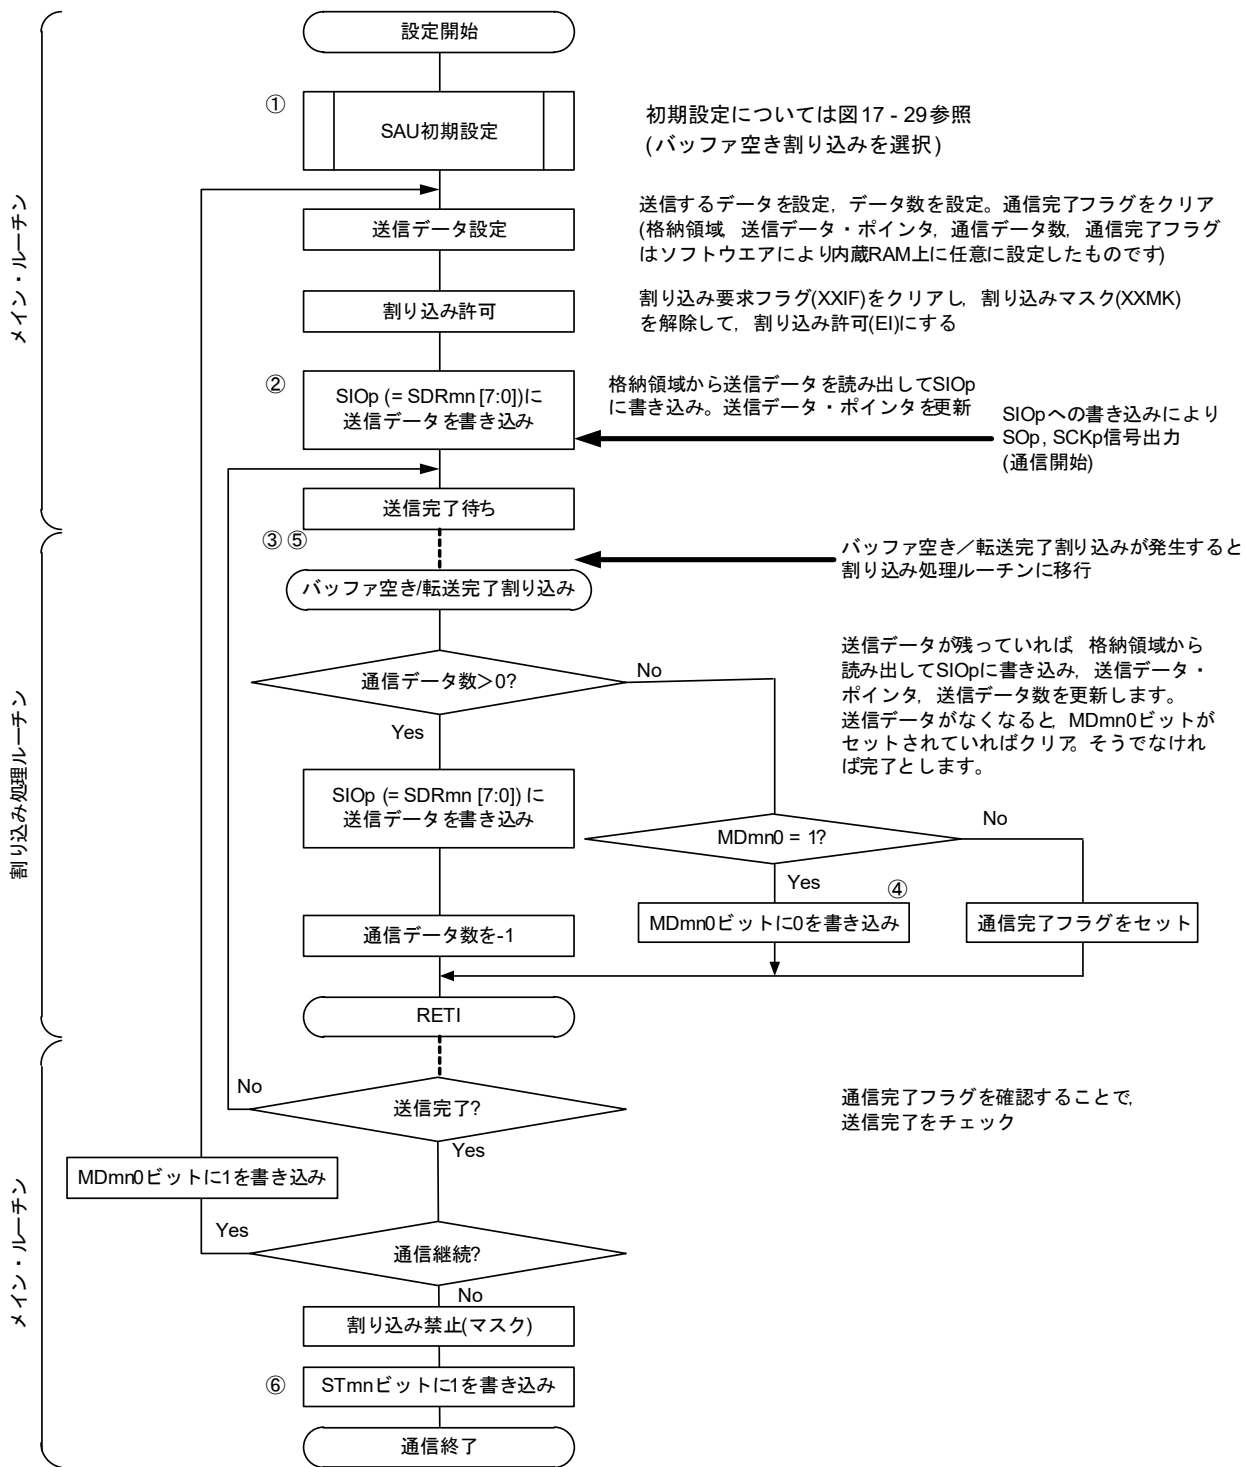 設定開始
①
SAU初期設定
初期設定については図17 - 29参照
(バッファ空き割り込みを選択)
メイン・ルーチン
送信データ設定
送信するデータを設定, データ数を設定。通信完了フラグをクリア
(格納領域, 送信データ・ポインタ, 通信データ数, 通信完了フラグ
はソフトウエアにより内蔵RAM上に任意に設定したものです)
割り込み許可
割り込み要求フラグ(XXIF)をクリアし, 割り込みマスク(XXMK)
を解除して, 割り込み許可(EI)にする
②
SIOp (= SDRmn [7:0])に
送信データを書き込み
格納領域から送信データを読み出してSIOp
に書き込み。送信データ・ポインタを更新
SIOpへの書き込みにより
SOp, SCKp信号出力
(通信開始)
送信完了待ち
③ ⑤
バッファ空き／転送完了割り込みが発生すると
割り込み処理ルーチンに移行
バッファ空き/転送完了割り込み
割り込み処理ルーチン
通信データ数＞0?
No
Yes
送信データが残っていれば, 格納領域から
読み出してSIOpに書き込み, 送信データ・
ポインタ, 送信データ数を更新します。
送信データがなくなると, MDmn0ビットが
セットされていればクリア。そうでなけれ
ば完了とします。
SIOp (= SDRmn [7:0]) に
送信データを書き込み
MDmn0 = 1?
No
Yes
④
通信データ数を-1
MDmn0ビットに0を書き込み
通信完了フラグをセット
RETI
メイン・ルーチン
No
送信完了?
Yes
通信完了フラグを確認することで,
送信完了をチェック
MDmn0ビットに1を書き込み
Yes
通信継続?
No
割り込み禁止(マスク)
⑥
STmnビットに1を書き込み
通信終了